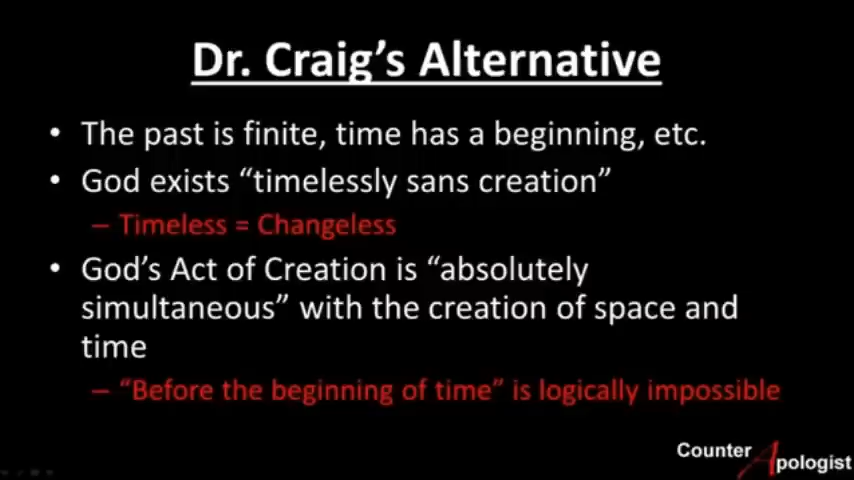 Dr. Craig's Alternative
• The past is finite, time has a beginning, etc.
• God exists “timelessly sans creation”
– Timeless = Changeless
• God's Act of Creation is “absolutely
simultaneous” with the creation of space and
time
– “Before the beginning of time” is logically impossible
Counter
Apologist